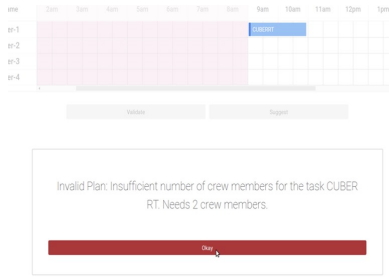 ume 2am 3am 4am 5am 6am 7am 8am 9am 10am 11am 12pm 1pm
er-1 CUBERRT
er-2
er-3
er-4
Validate Suggest
Invalid Plan: Insufficient number of crew members for the task CUBER
RT. Needs 2 crew members.
Okay